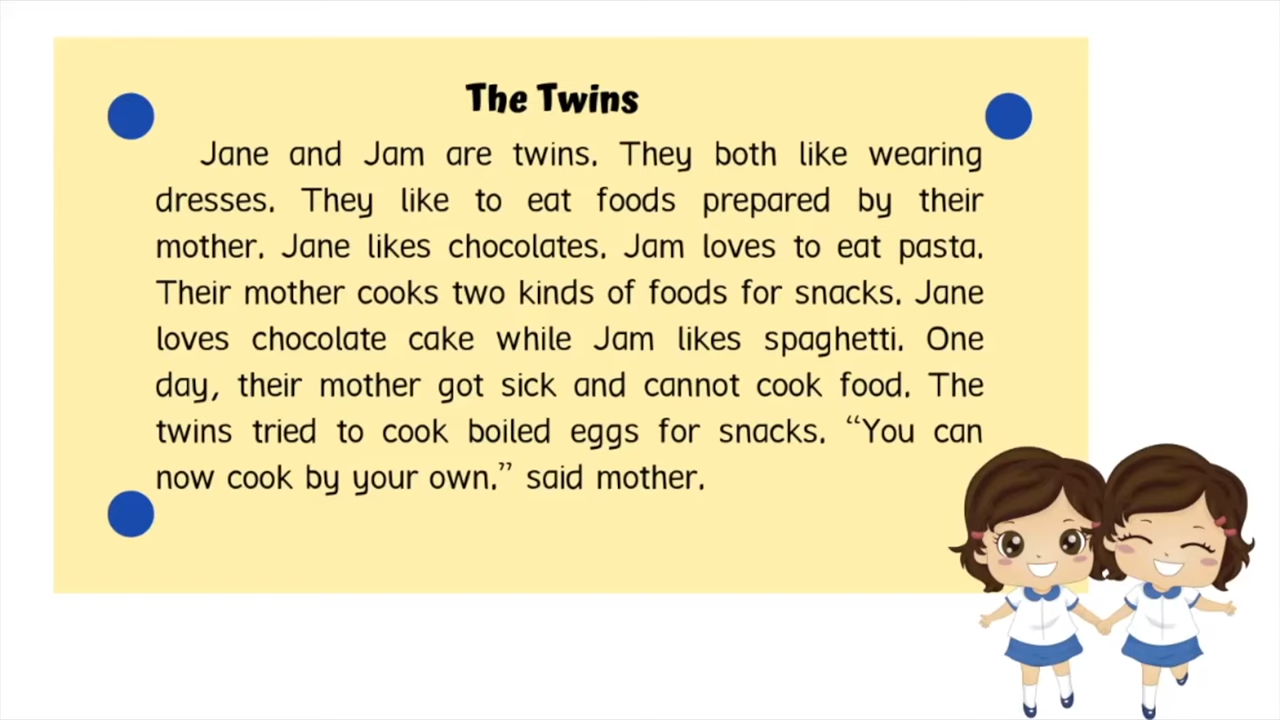 The Twins
Jane and Jam are twins. They both like wearing
dresses. They like to eat foods prepared by their
mother. Jane likes chocolates. Jam loves to eat pasta.
Their mother cooks two kinds of foods for snacks. Jane
loves chocolate cake while Jam likes spaghetti. One
day, their mother got sick and cannot cook food. The
twins tried to cook boiled eggs for snacks. “You can
now cook by your own.” said mother.